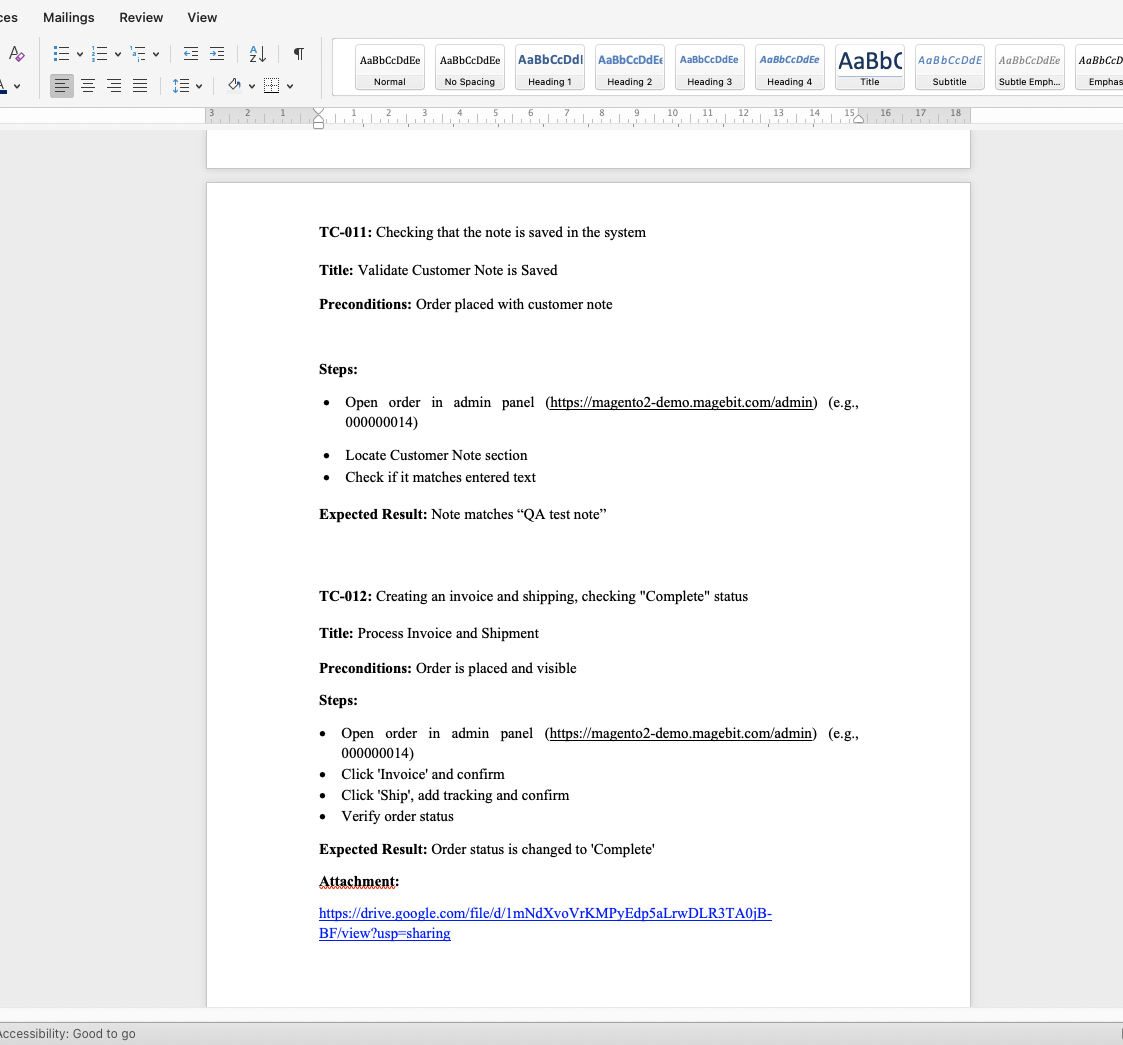 ces Mailings Review View
AaBbCcDdEe AaBbCcDdEe AaBbCcDdI AaBbCcDdEe AaBbCcDdEe AaBbCcDdEe AaBbC AaBbCcDdE AaBbCcDdEe AaBbCcD
Normal No Spacing Heading 1 Heading 2 Heading 3 Heading 4 Title Subtitle Subtle Emph... Emphas
3 2 1 1 2 3 4 5 6 7 8 9 10 11 12 13 14 15 16 17 18
TC-011: Checking that the note is saved in the system
Title: Validate Customer Note is Saved
Preconditions: Order placed with customer note
Steps:
• Open order in admin panel (https://magento2-demo.magebit.com/admin) (e.g.,
000000014)
• Locate Customer Note section
• Check if it matches entered text
Expected Result: Note matches “QA test note”
TC-012: Creating an invoice and shipping, checking "Complete" status
Title: Process Invoice and Shipment
Preconditions: Order is placed and visible
Steps:
• Open order in admin panel (https://magento2-demo.magebit.com/admin) (e.g.,
000000014)
• Click 'Invoice' and confirm
• Click 'Ship', add tracking and confirm
• Verify order status
Expected Result: Order status is changed to 'Complete'
Attachment:
https://drive.google.com/file/d/1mNdXvoVrKMPyEdp5aLrwDLR3TA0jB-
BF/view?usp=sharing
Accessibility: Good to go